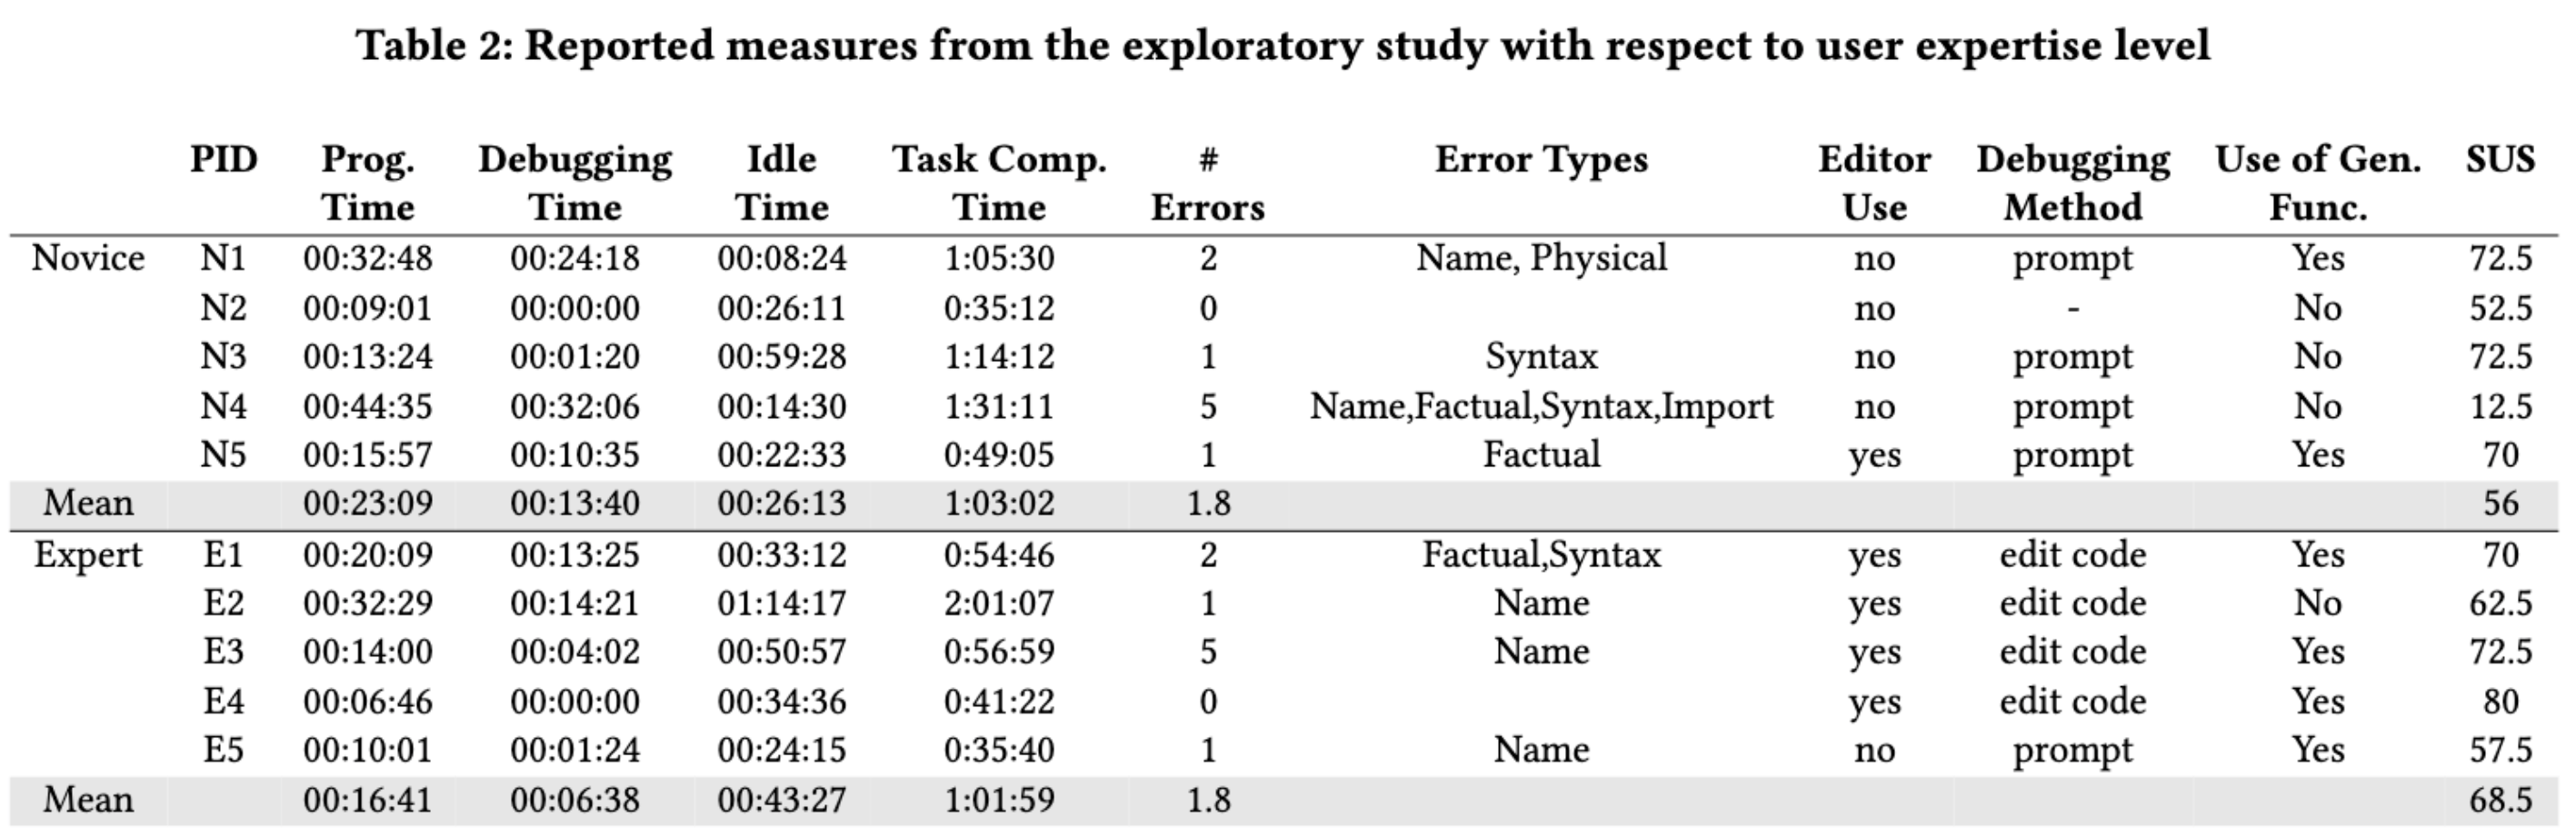 Table 2: Reported measures from the exploratory study with respect to user expertise level
PID Prog. Time Debugging Time Idle Time Task Comp. Time # Errors Error Types Editor Use Debugging Method Use of Gen. Func. SUS
Novice N1 00:32:48 00:24:18 00:08:24 1:05:30 2 Name, Physical no prompt Yes 72.5
N2 00:09:01 00:00:00 00:26:11 0:35:12 0 no - No 52.5
N3 00:13:24 00:01:20 00:59:28 1:14:12 1 Syntax no prompt No 72.5
N4 00:44:35 00:32:06 00:14:30 1:31:11 5 Name,Factual,Syntax,Import no prompt No 12.5
N5 00:15:57 00:10:35 00:22:33 0:49:05 1 Factual yes prompt Yes 70
Mean 00:23:09 00:13:40 00:26:13 1:03:02 1.8 56
Expert E1 00:20:09 00:13:25 00:33:12 0:54:46 2 Factual,Syntax yes edit code Yes 70
E2 00:32:29 00:14:21 01:14:17 2:01:07 1 Name yes edit code No 62.5
E3 00:14:00 00:04:02 00:50:57 0:56:59 5 Name yes edit code Yes 72.5
E4 00:06:46 00:00:00 00:34:36 0:41:22 0 yes edit code Yes 80
E5 00:10:01 00:01:24 00:24:15 0:35:40 1 Name no prompt Yes 57.5
Mean 00:16:41 00:06:38 00:43:27 1:01:59 1.8 68.5